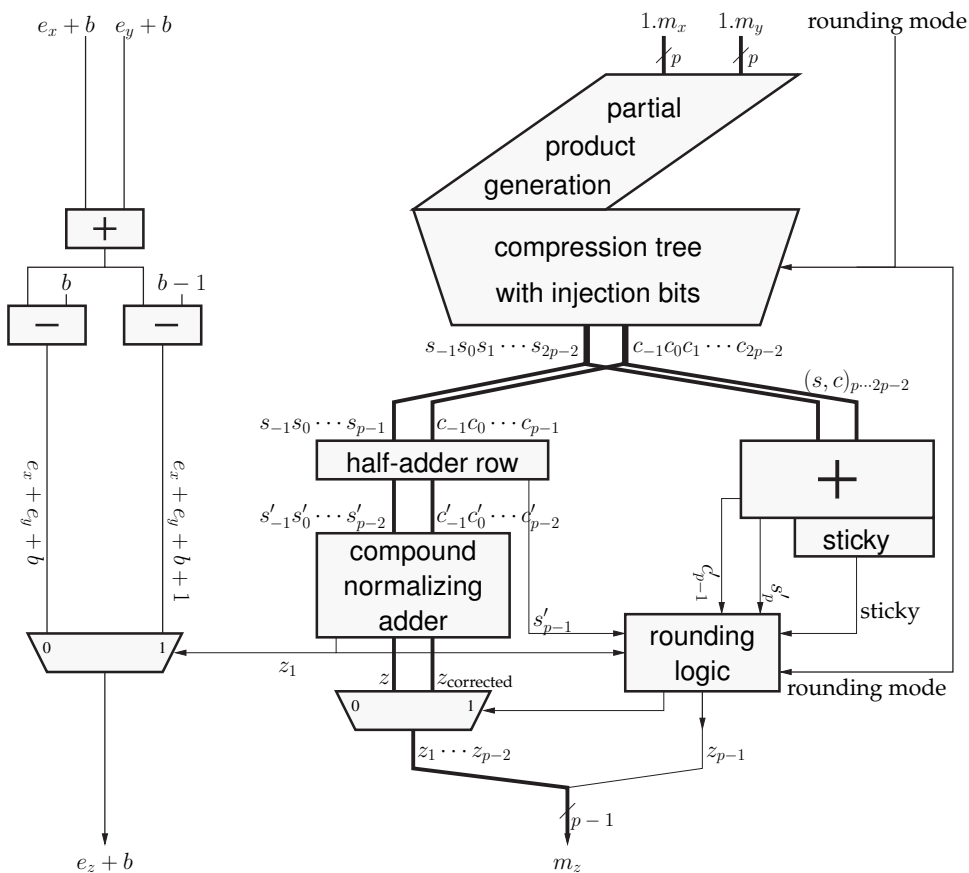 e_x + b
e_y + b
1.m_x
1.m_y
rounding mode
p
p
partial
product
generation
+
compression tree
with injection bits
b
b − 1
−
−
s_{−1}s_0s_1 ⋯ s_{2p−2}
c_{−1}c_0c_1 ⋯ c_{2p−2}
(s, c)_{p⋯2p−2}
s_{−1}s_0 ⋯ s_{p−1}
c_{−1}c_0 ⋯ c_{p−1}
half-adder row
+
e_x + e_y + b
e_x + e_y + b + 1
s′_{−1}s′_0 ⋯ s′_{p−2}
c′_{−1}c′_0 ⋯ c′_{p−2}
sticky
compound
normalizing
adder
c′_{p−1}
s′_p
sticky
s′_{p−1}
rounding
logic
0
1
z_1
z
z_corrected
rounding mode
0
1
z_1 ⋯ z_{p−2}
z_{p−1}
p − 1
e_z + b
m_z